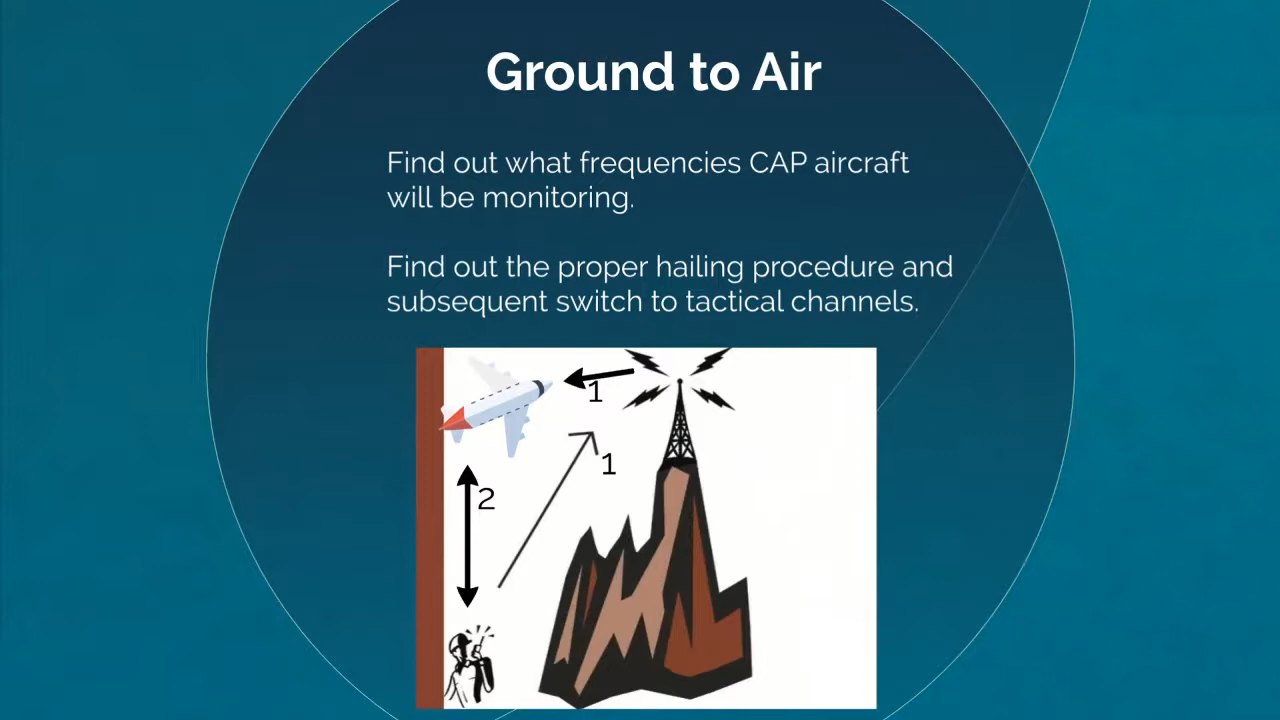 Ground to Air
Find out what frequencies CAP aircraft
will be monitoring.
Find out the proper hailing procedure and
subsequent switch to tactical channels.
1
1
2